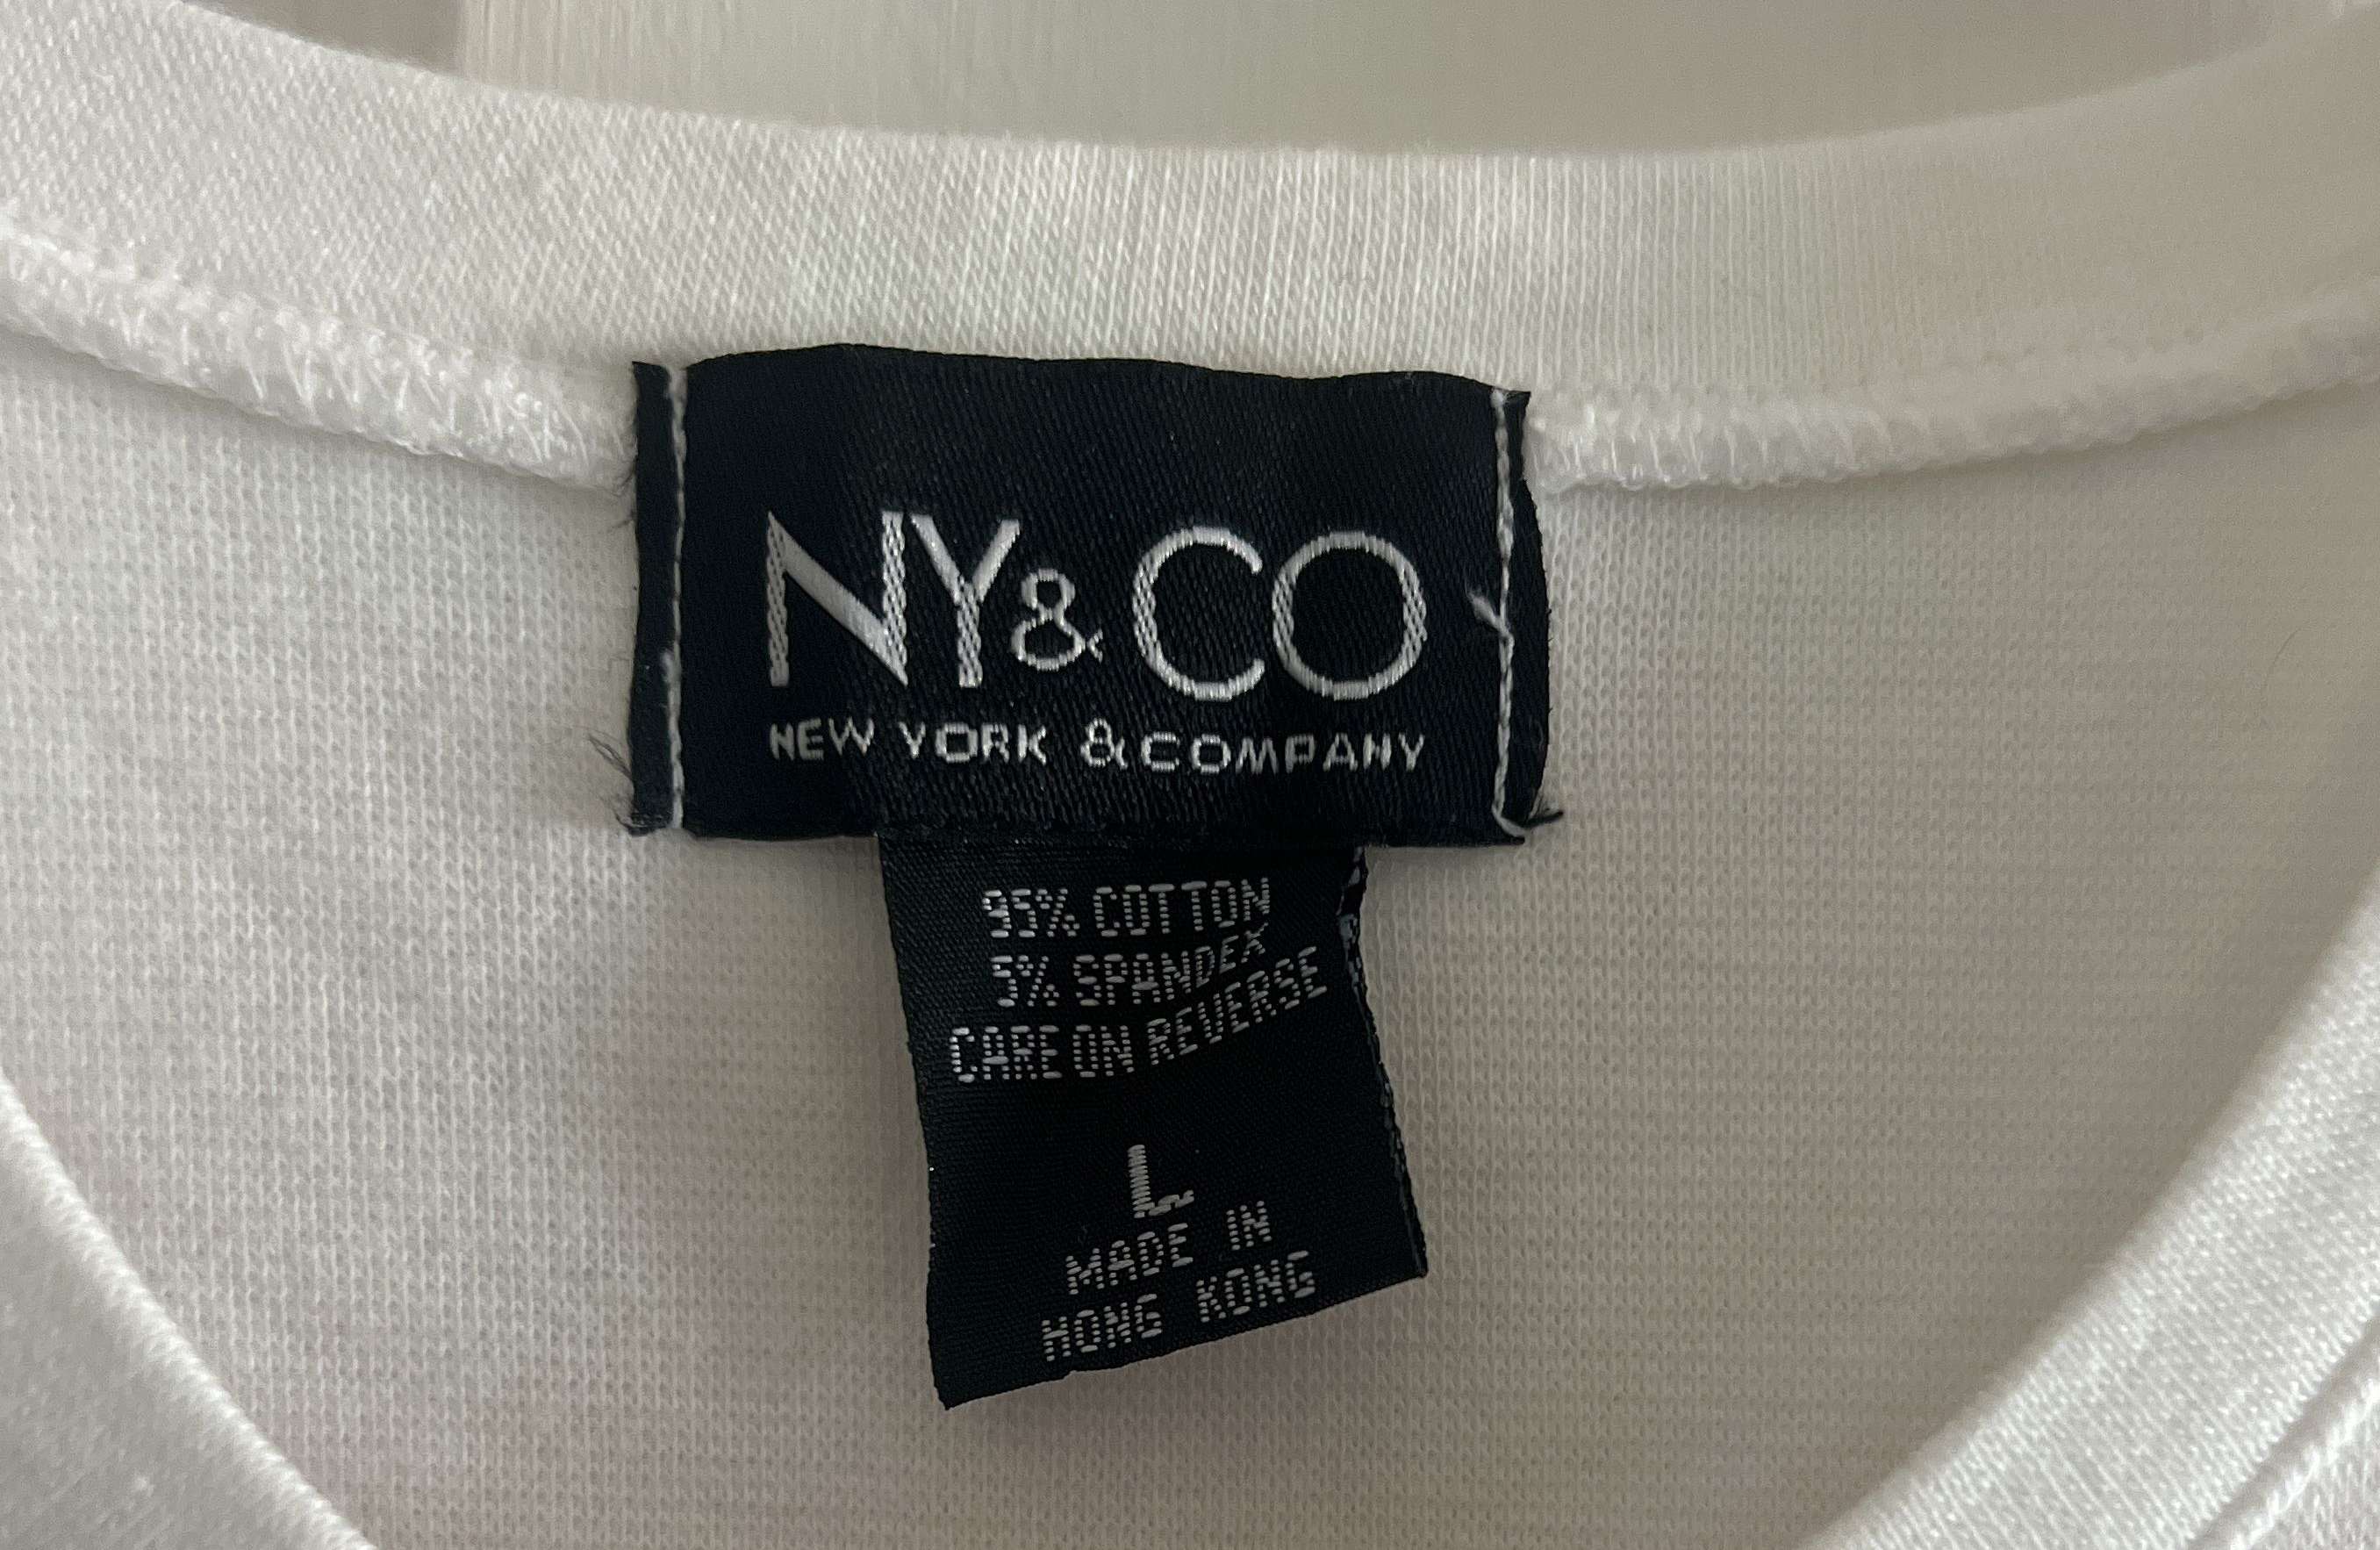 NY&CO
NEW YORK & COMPANY
95% COTTON
5% SPANDEX
CARE ON REVERSE
L
MADE IN
HONG KONG